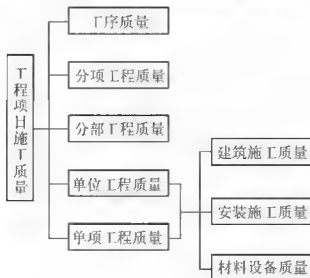 工程项目施工质量
工序质量
分项工程质量
分部工程质量
单位工程质量
单项工程质量
建筑施工质量
安装施工质量
材料设备质量